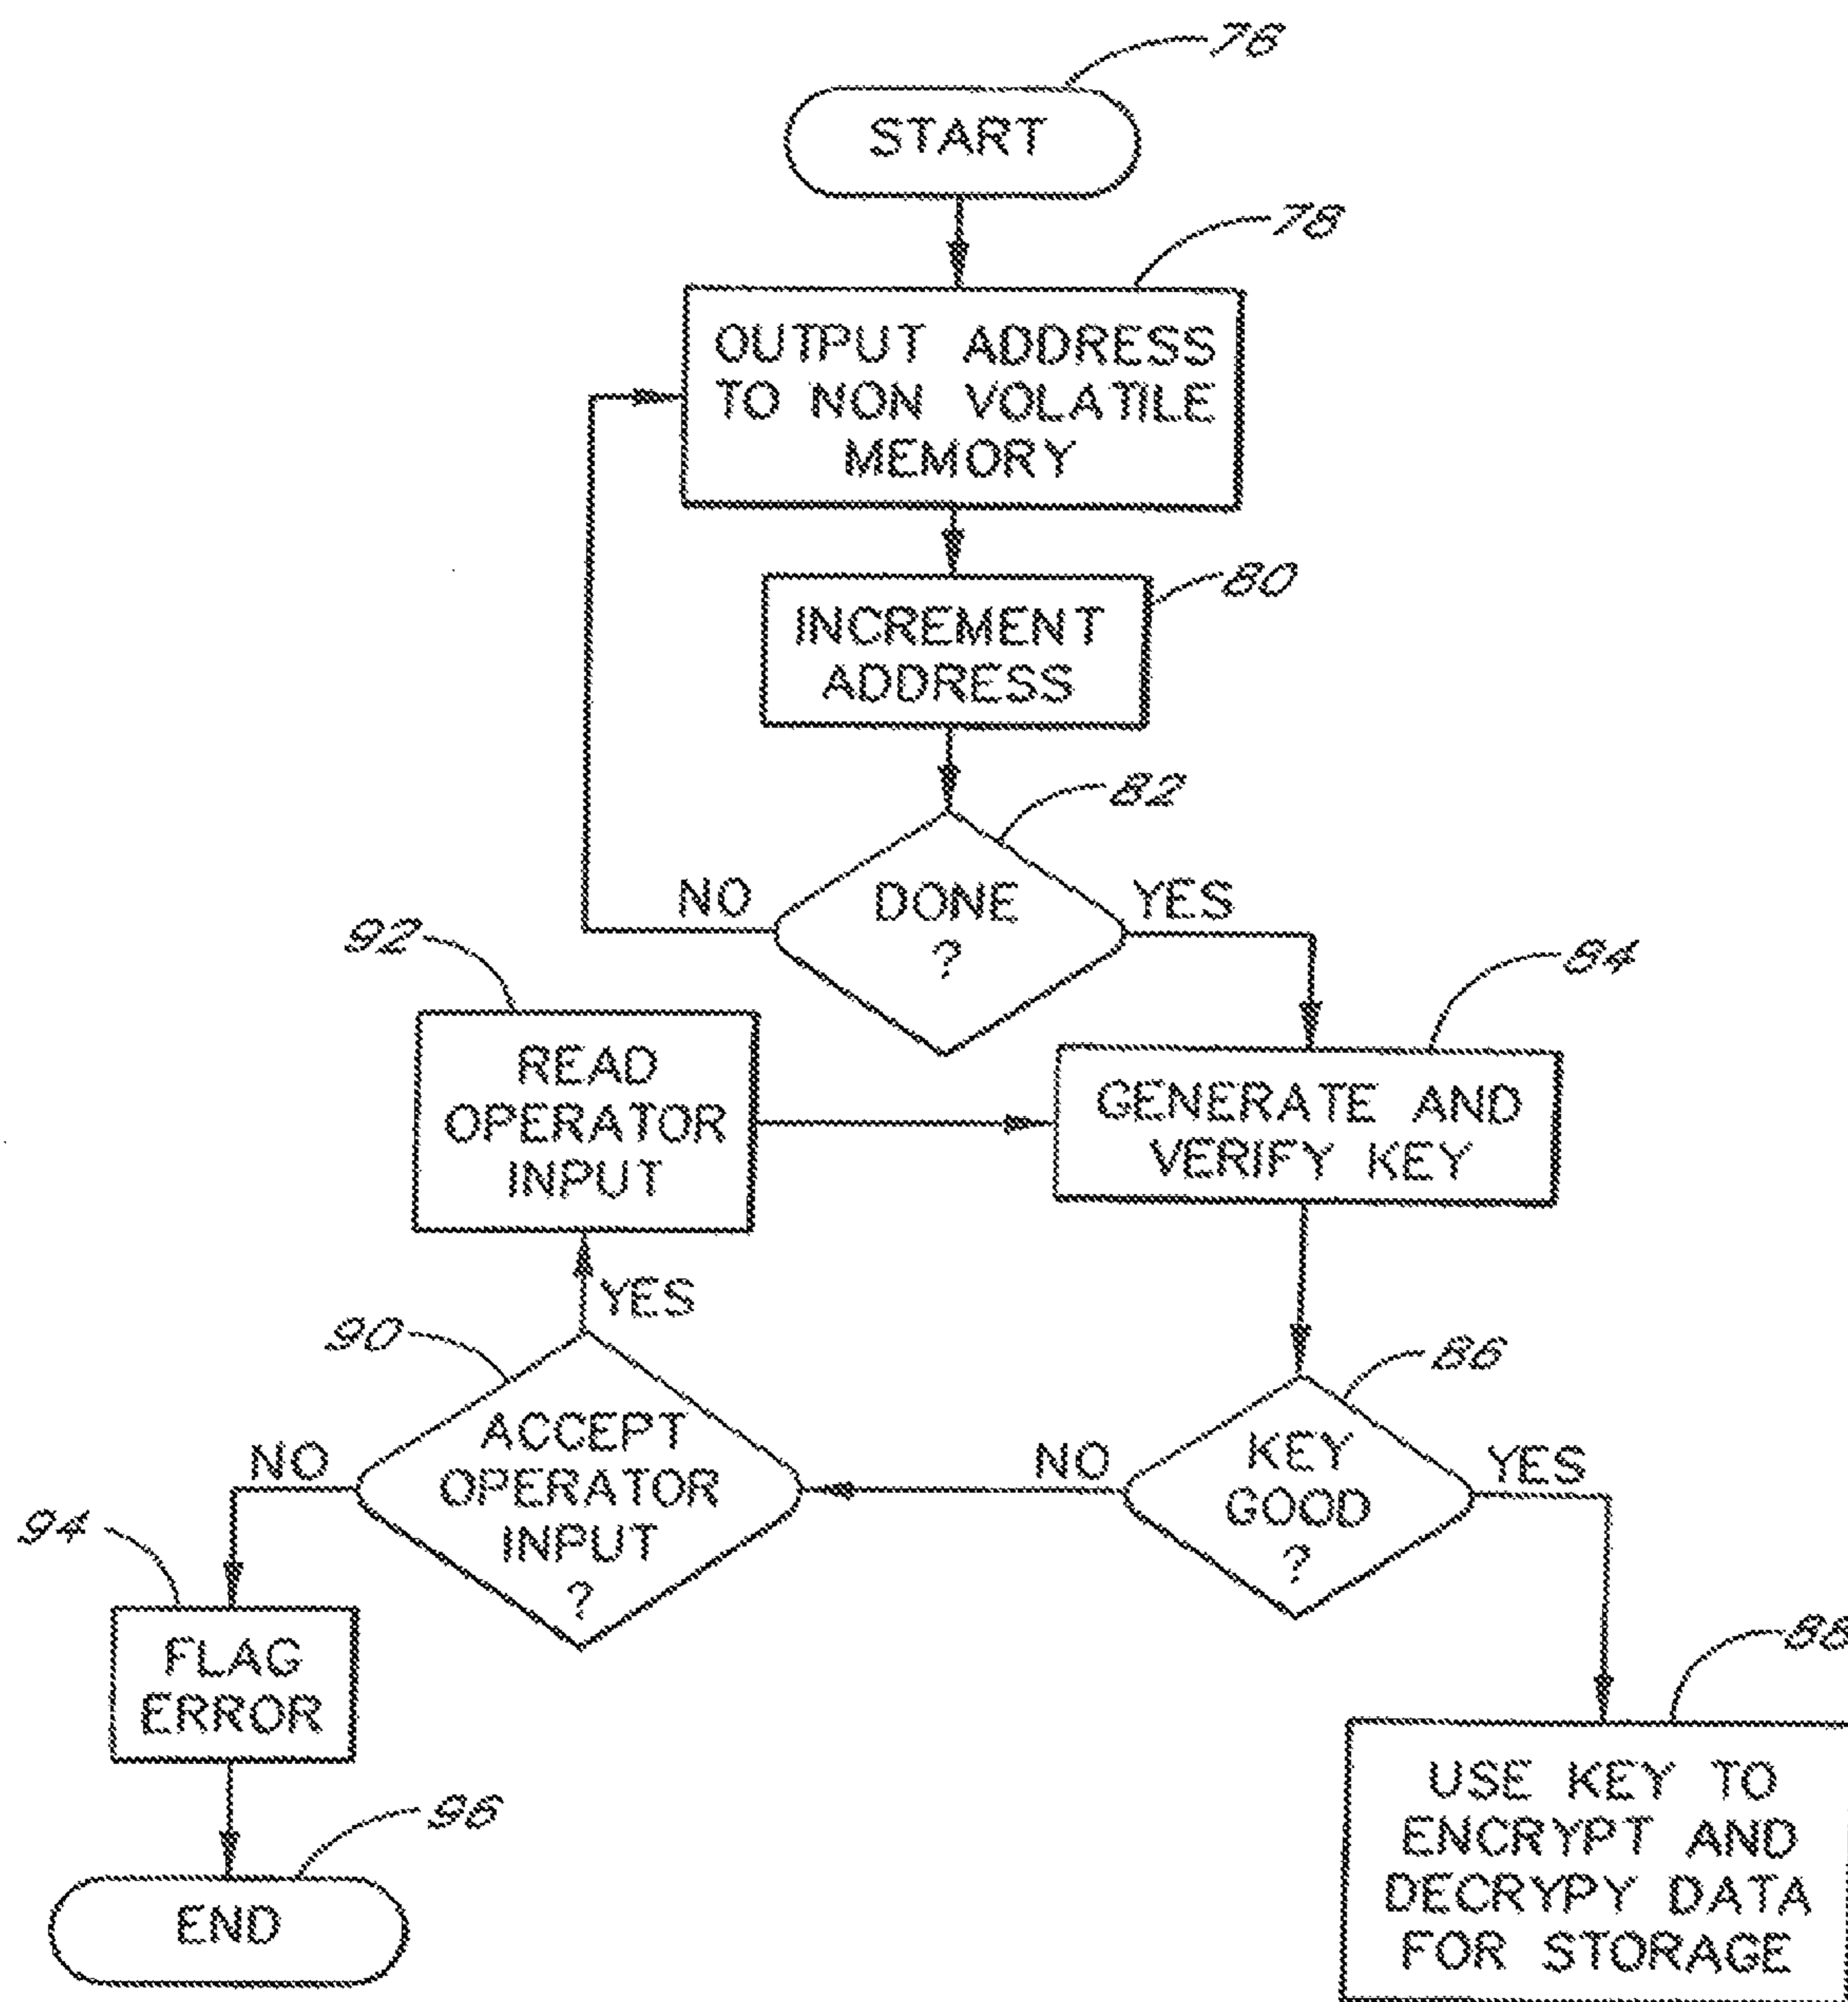 76
START
78
OUTPUT ADDRESS
TO NON VOLATILE
MEMORY
80
INCREMENT
ADDRESS
82
DONE
?
NO
YES
92
84
READ
OPERATOR
INPUT
GENERATE AND
VERIFY KEY
YES
90
86
ACCEPT
OPERATOR
INPUT
?
NO
KEY
GOOD
?
NO
YES
94
88
FLAG
ERROR
USE KEY TO
ENCRYPT AND
DECRYPY DATA
FOR STORAGE
96
END